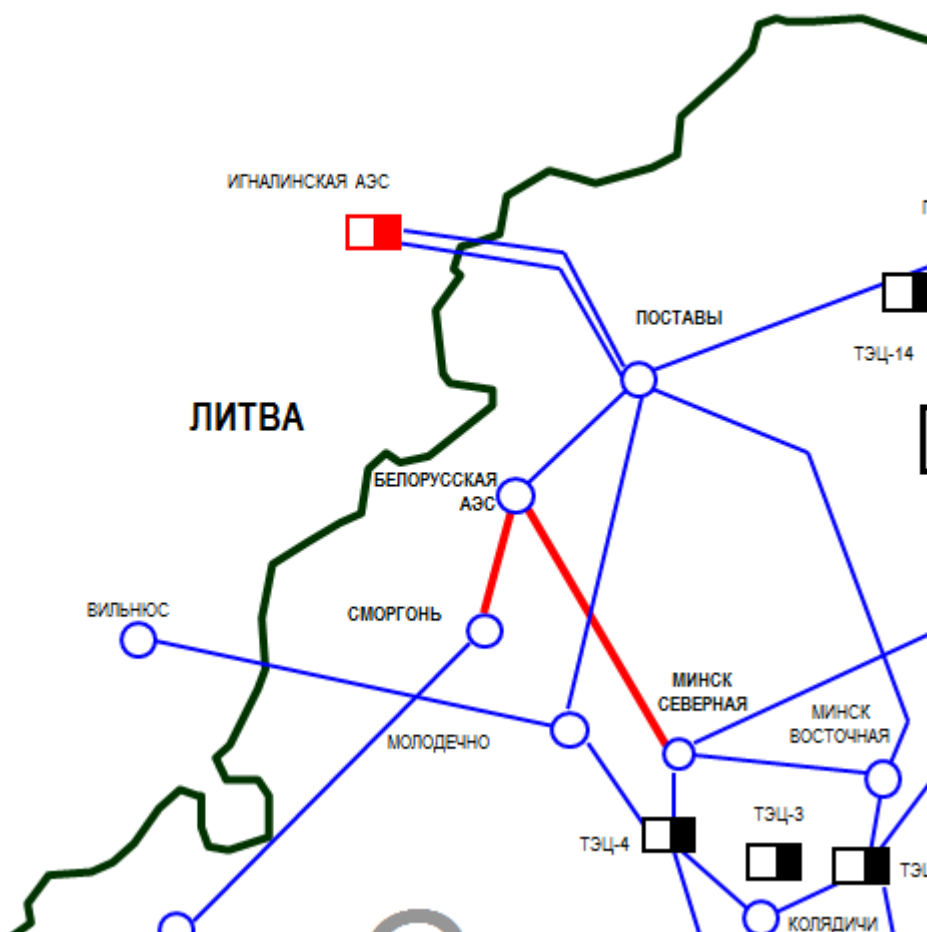 ИГНАЛИНСКАЯ АЭС
ПОСТАВЫ
ТЭЦ-14
ЛИТВА
БЕЛОРУССКАЯ
АЭС
ВИЛЬНЮС
СМОРГОНЬ
МИНСК
СЕВЕРНАЯ
МИНСК
ВОСТОЧНАЯ
МОЛОДЕЧНО
ТЭЦ-3
ТЭЦ-4
ТЭЦ
КОЛЯДИЧИ